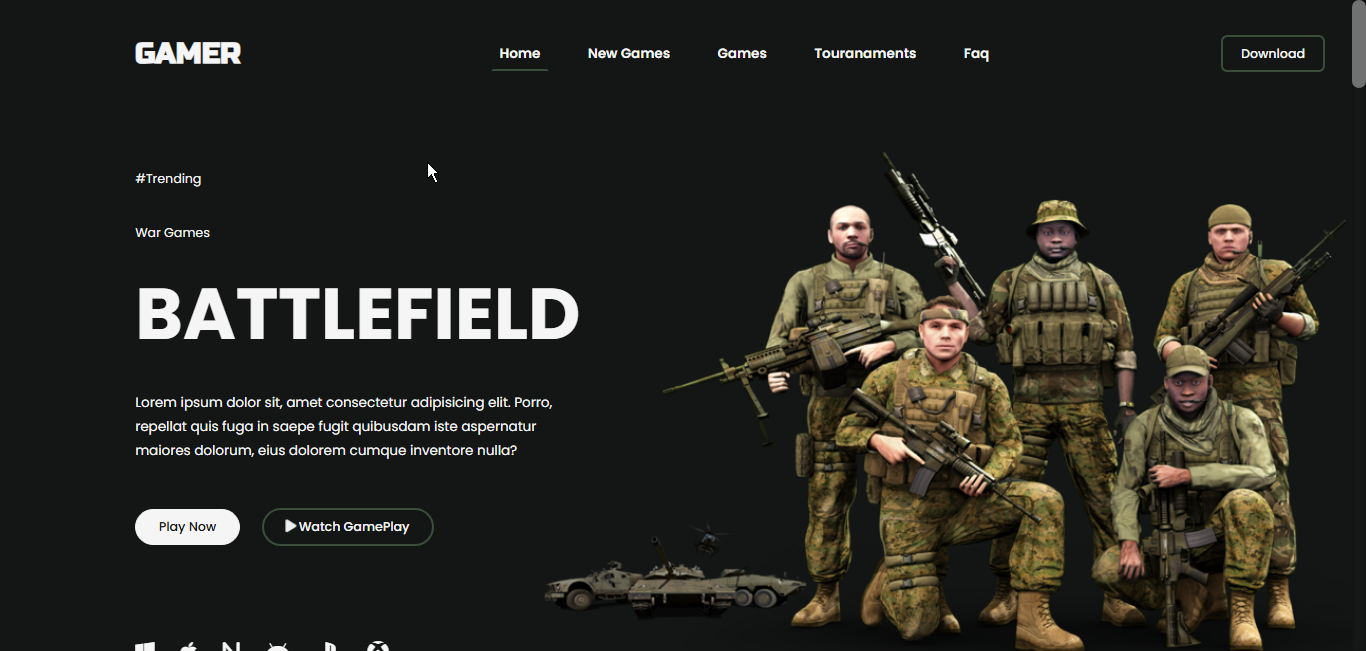 GAMER
Home
New Games
Games
Touranaments
Faq
Download
#Trending
War Games
BATTLEFIELD
Lorem ipsum dolor sit, amet consectetur adipisicing elit. Porro,
repellat quis fuga in saepe fugit quibusdam iste aspernatur
maiores dolorum, eius dolorem cumque inventore nulla?
Play Now
Watch GamePlay